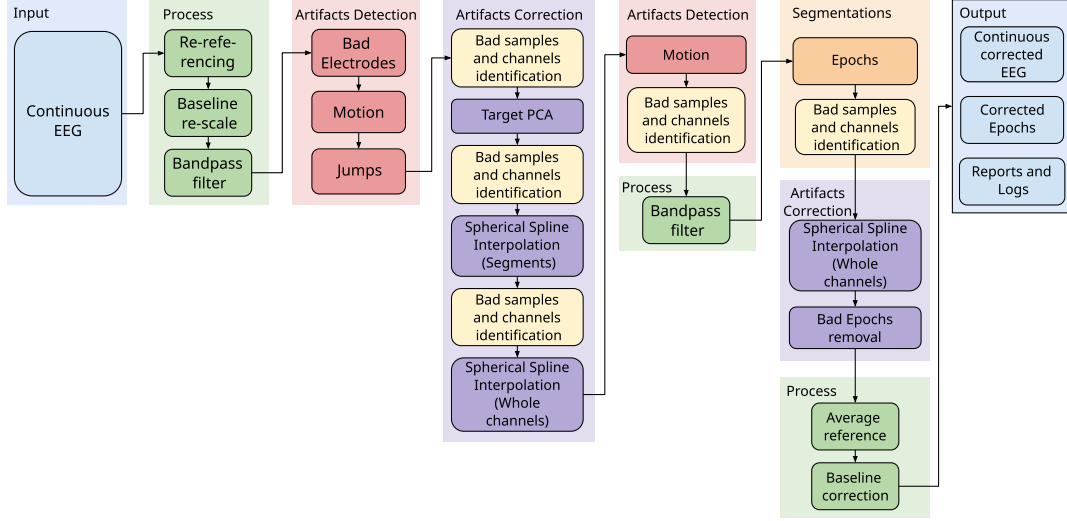 Input
Continuous
EEG
Process
Re-refe-
rencing
Baseline
re-scale
Bandpass
filter
Artifacts Detection
Bad
Electrodes
Motion
Jumps
Artifacts Correction
Bad samples
and channels
identification
Target PCA
Bad samples
and channels
identification
Spherical Spline
Interpolation
(Segments)
Bad samples
and channels
identification
Spherical Spline
Interpolation
(Whole
channels)
Artifacts Detection
Motion
Bad samples
and channels
identification
Process
Bandpass
filter
Segmentations
Epochs
Bad samples
and channels
identification
Artifacts
Correction
Spherical Spline
Interpolation
(Whole
channels)
Bad Epochs
removal
Process
Average
reference
Baseline
correction
Output
Continuous
corrected
EEG
Corrected
Epochs
Reports and
Logs